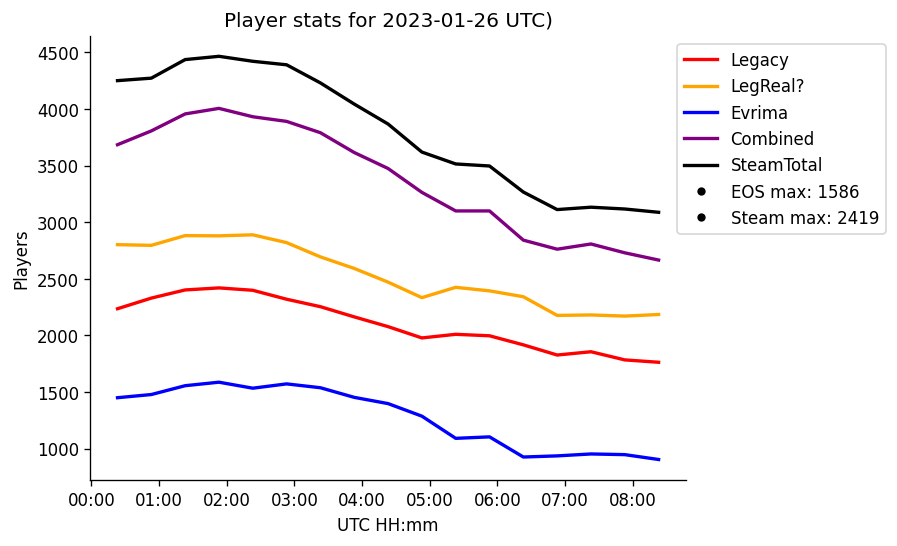 Player stats for 2023-01-26 UTC)
Players
4500
4000
3500
3000
2500
2000
1500
1000
00:00 01:00 02:00 03:00 04:00 05:00 06:00 07:00 08:00
UTC HH:mm
Legacy
LegReal?
Evrima
Combined
SteamTotal
EOS max: 1586
Steam max: 2419